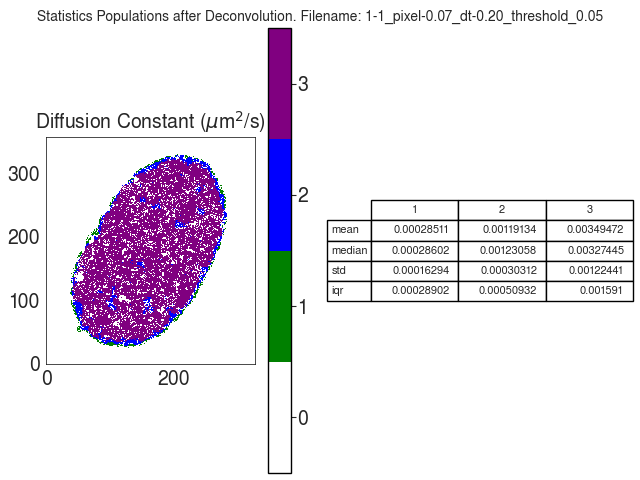 Statistics Populations after Deconvolution. Filename: 1-1_pixel-0.07_dt-0.20_threshold_0.05
Diffusion Constant (μm²/s)
300
200
100
0
0 200
3
2
1
0
1 2 3
mean 0.00028511 0.00119134 0.00349472
median 0.00028602 0.00123058 0.00327445
std 0.00016294 0.00030312 0.00122441
iqr 0.00028902 0.00050932 0.001591